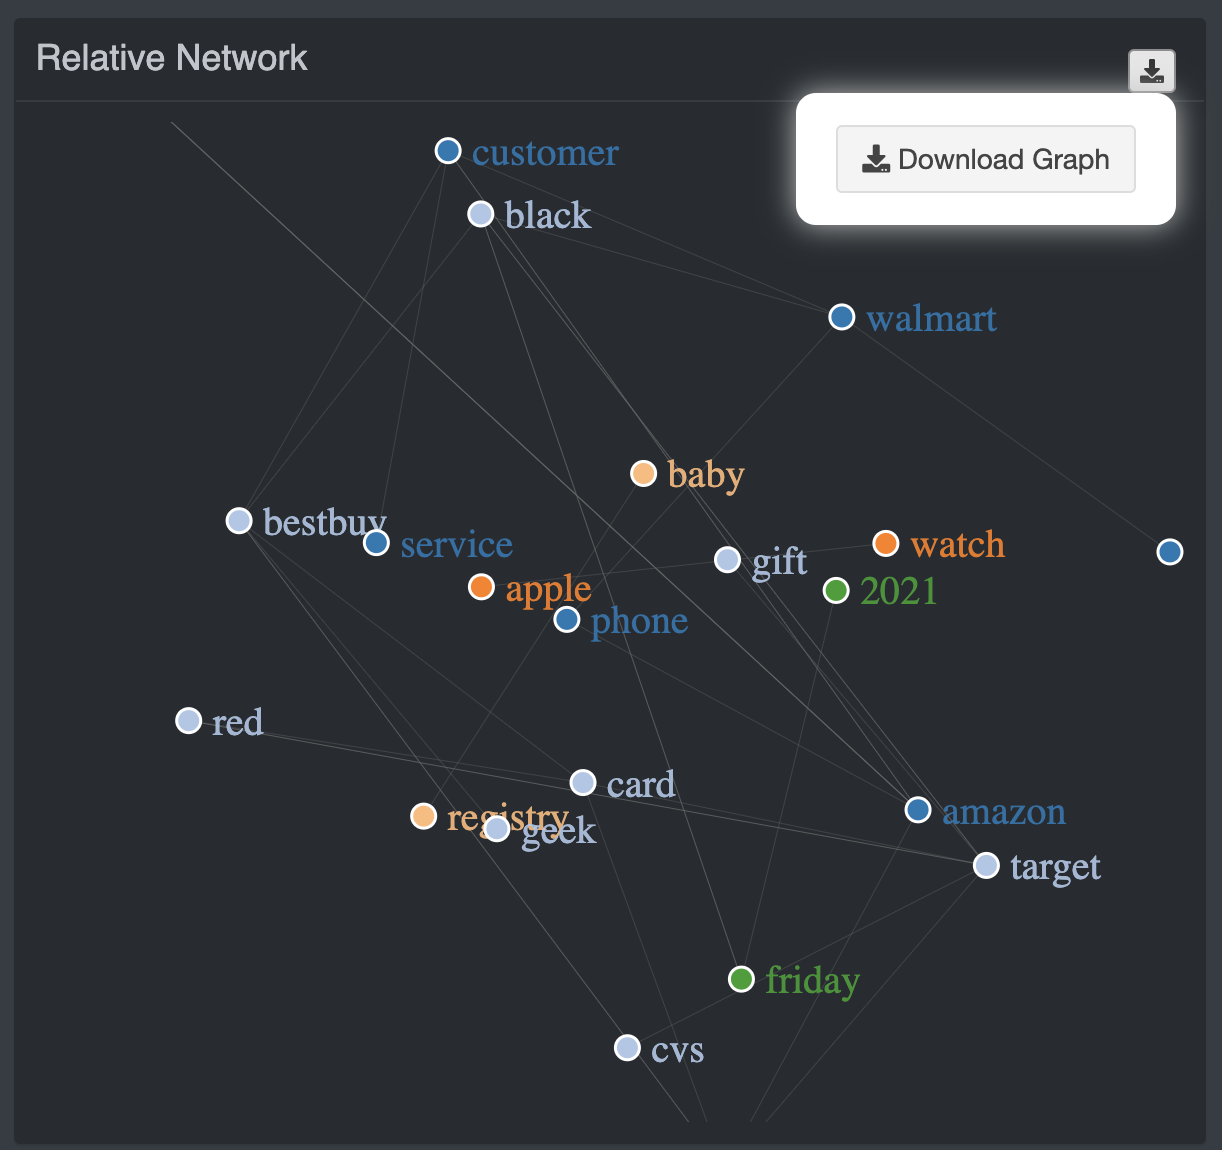 Relative Network
Download Graph
customer
black
walmart
baby
bestbuy
service
watch
gift
apple
2021
phone
red
card
registry
geek
amazon
target
friday
cvs